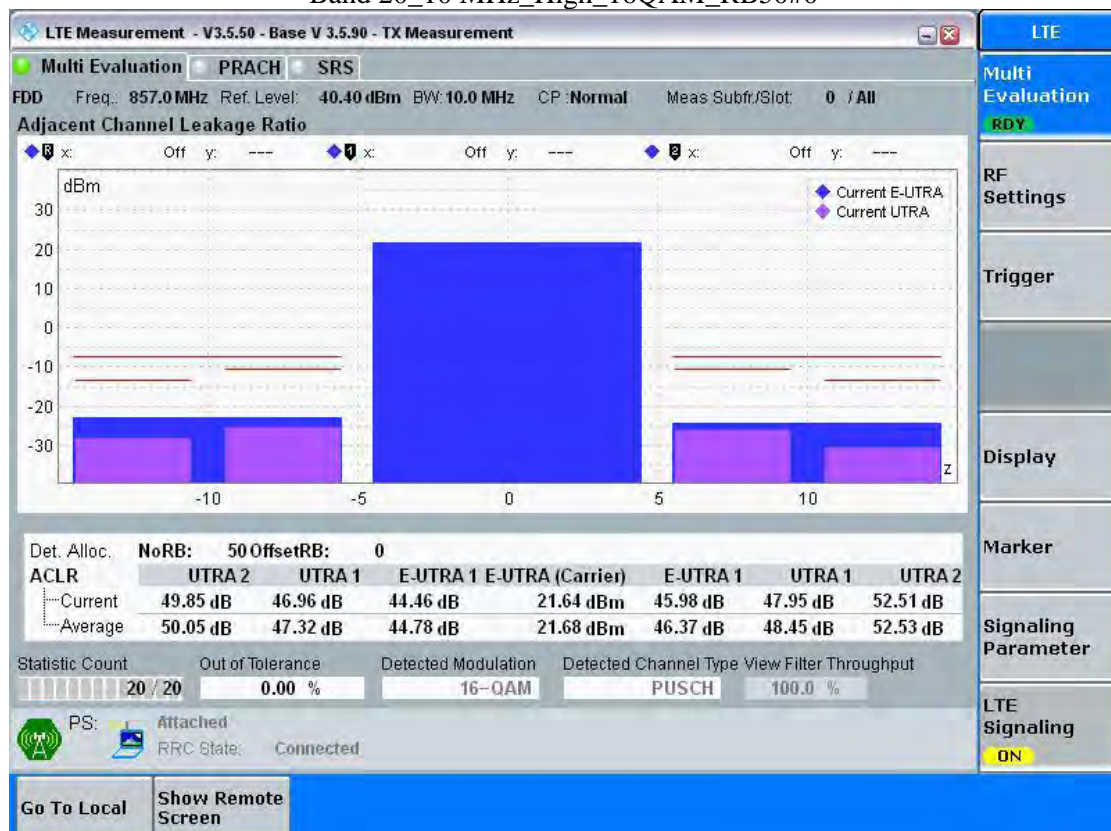 Band 20_10 MHz_High_16QAM_RB50#0
LTE Measurement - V3.5.50 - Base V 3.5.90 - TX Measurement
LTE
Multi Evaluation PRACH SRS
Multi
Evaluation
RDY
FDD Freq.: 857.0 MHz Ref. Level: 40.40 dBm BW: 10.0 MHz CP :Normal Meas Subfr./Slot: 0 / All
Adjacent Channel Leakage Ratio
R x: Off y: --- 1 x: Off y: --- 2 x: Off y: ---
dBm
Current E-UTRA
Current UTRA
30
20
10
0
-10
-20
-30
z
-10 -5 0 5 10
RF
Settings
Trigger
Display
Marker
Signaling
Parameter
LTE
Signaling
ON
Det. Alloc. NoRB: 50 OffsetRB: 0
ACLR UTRA 2 UTRA 1 E-UTRA 1 E-UTRA (Carrier) E-UTRA 1 UTRA 1 UTRA 2
Current 49.85 dB 46.96 dB 44.46 dB 21.64 dBm 45.98 dB 47.95 dB 52.51 dB
Average 50.05 dB 47.32 dB 44.78 dB 21.68 dBm 46.37 dB 48.45 dB 52.53 dB
Statistic Count Out of Tolerance Detected Modulation Detected Channel Type View Filter Throughput
20 / 20 0.00 % 16-QAM PUSCH 100.0 %
PS: Attached
RRC State: Connected
Go To Local
Show Remote
Screen